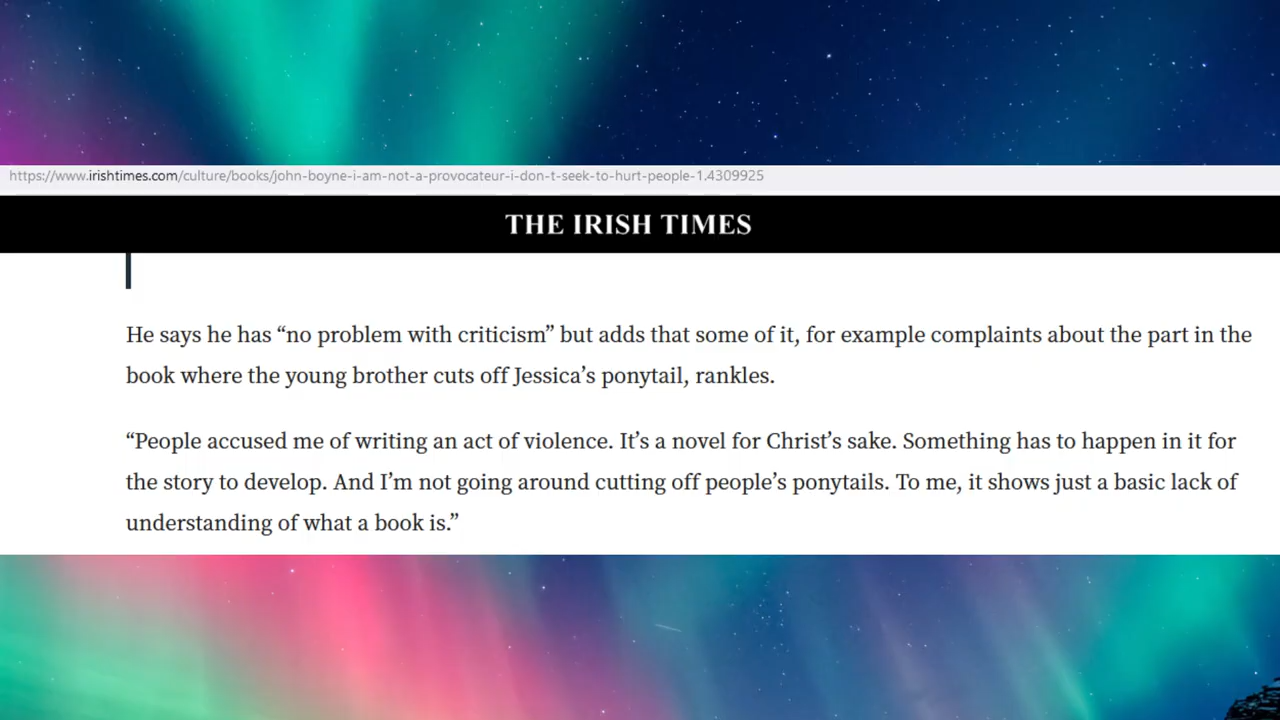 https://www.irishtimes.com/culture/books/john-boyne-i-am-not-a-provocateur-i-don-t-seek-to-hurt-people-1.4309925
THE IRISH TIMES
He says he has “no problem with criticism” but adds that some of it, for example complaints about the part in the
book where the young brother cuts off Jessica’s ponytail, rankles.
“People accused me of writing an act of violence. It’s a novel for Christ’s sake. Something has to happen in it for
the story to develop. And I’m not going around cutting off people’s ponytails. To me, it shows just a basic lack of
understanding of what a book is.”